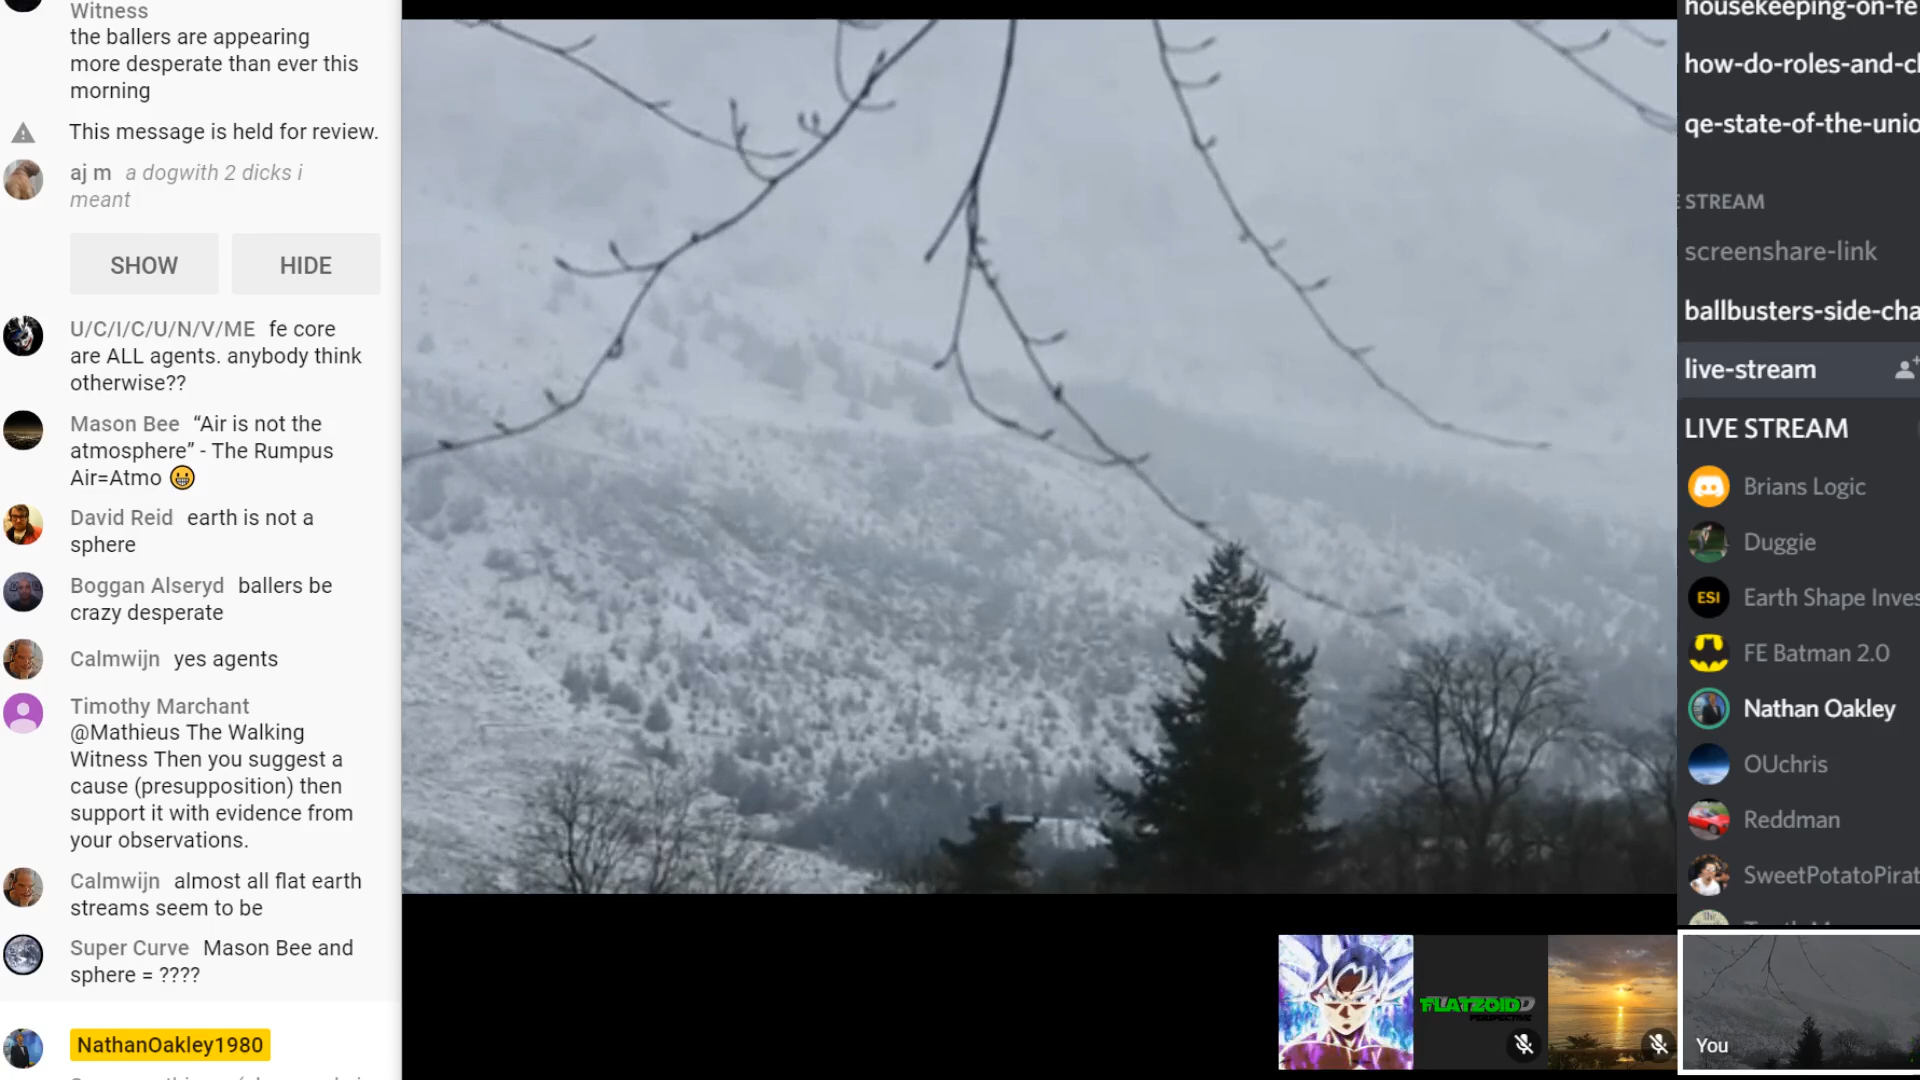 Witness
the ballers are appearing
more desperate than ever this
morning
This message is held for review.
aj m a dogwith 2 dicks i
meant
SHOW HIDE
U/C/I/C/U/N/V/ME fe core
are ALL agents. anybody think
otherwise??
Mason Bee “Air is not the
atmosphere” - The Rumpus
Air=Atmo
David Reid earth is not a
sphere
Boggan Alseryd ballers be
crazy desperate
Calmwijn yes agents
Timothy Marchant
@Mathieus The Walking
Witness Then you suggest a
cause (presupposition) then
support it with evidence from
your observations.
Calmwijn almost all flat earth
streams seem to be
Super Curve Mason Bee and
sphere = ????
NathanOakley1980
FLATZOID
PERSPECTIVE
You
housekeeping-on-fe
how-do-roles-and-cl
qe-state-of-the-unio
STREAM
screenshare-link
ballbusters-side-cha
live-stream
LIVE STREAM
Brians Logic
Duggie
ESI Earth Shape Inves
FE Batman 2.0
Nathan Oakley
OUchris
Reddman
SweetPotatoPirat